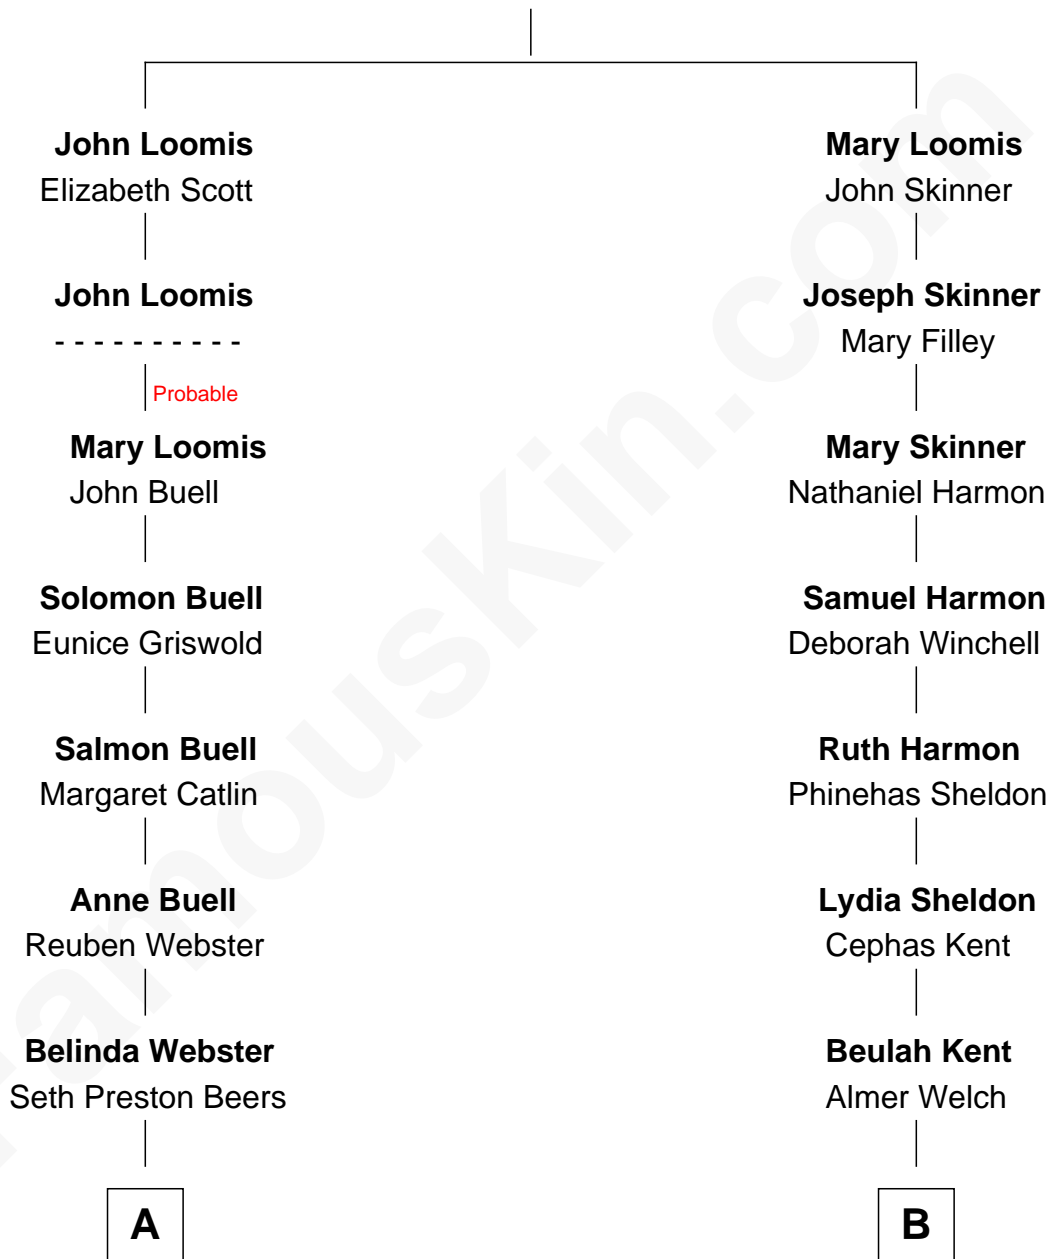 John Loomis
Elizabeth Scott
John Loomis
- - - - - - - - - -
Probable
Mary Loomis
John Buell
Solomon Buell
Eunice Griswold
Salmon Buell
Margaret Catlin
Anne Buell
Reuben Webster
Belinda Webster
Seth Preston Beers
A
Mary Loomis
John Skinner
Joseph Skinner
Mary Filley
Mary Skinner
Nathaniel Harmon
Samuel Harmon
Deborah Winchell
Ruth Harmon
Phinehas Sheldon
Lydia Sheldon
Cephas Kent
Beulah Kent
Almer Welch
B
FamousKin.com